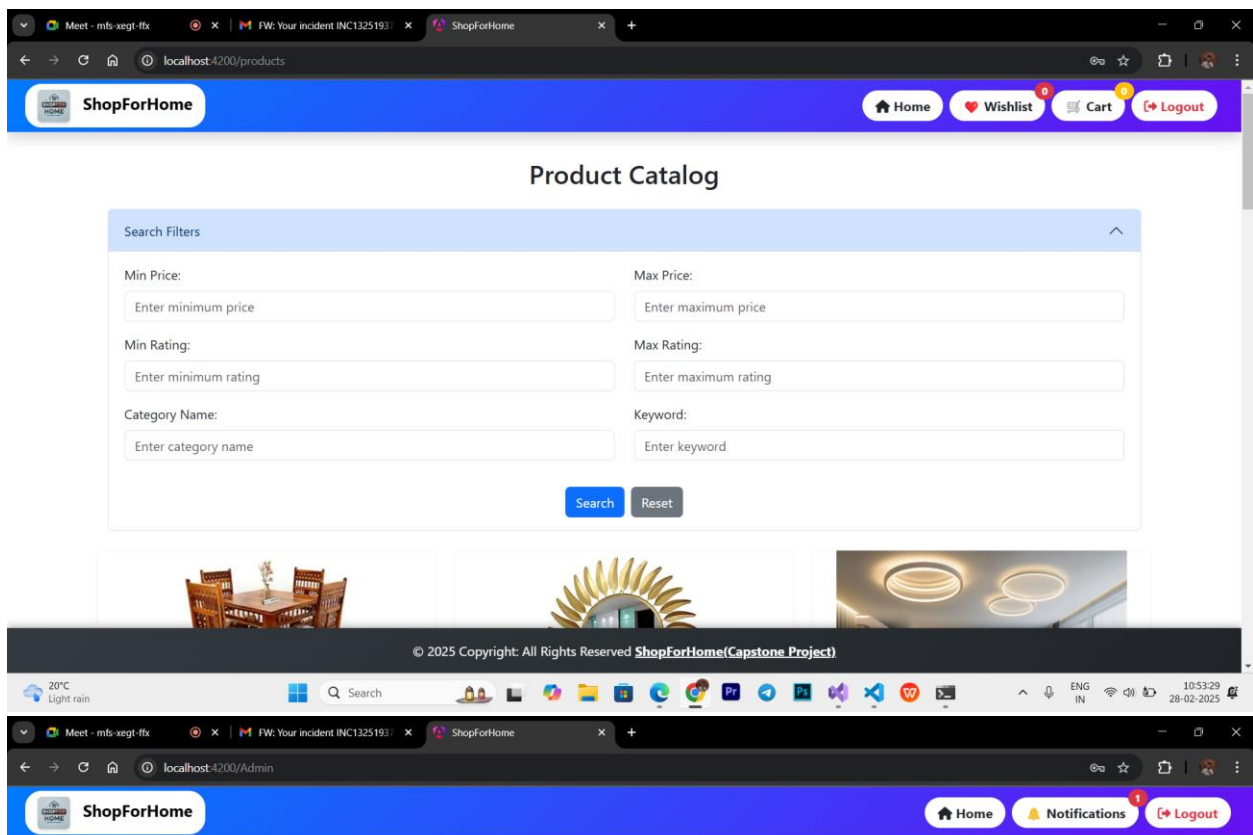 Meet - mfs-xegt-ffx FW: Your incident INC1325193 ShopForHome
localhost:4200/products
ShopForHome Home Wishlist 0 Cart 0 Logout
Product Catalog
Search Filters
Min Price: Max Price:
Enter minimum price Enter maximum price
Min Rating: Max Rating:
Enter minimum rating Enter maximum rating
Category Name: Keyword:
Enter category name Enter keyword
Search Reset
© 2025 Copyright: All Rights Reserved ShopForHome(Capstone Project)
20°C
Light rain
Search
ENG
IN
10:53:29
28-02-2025
Meet - mfs-xegt-ffx FW: Your incident INC1325193 ShopForHome
localhost:4200/Admin
ShopForHome Home Notifications 1 Logout